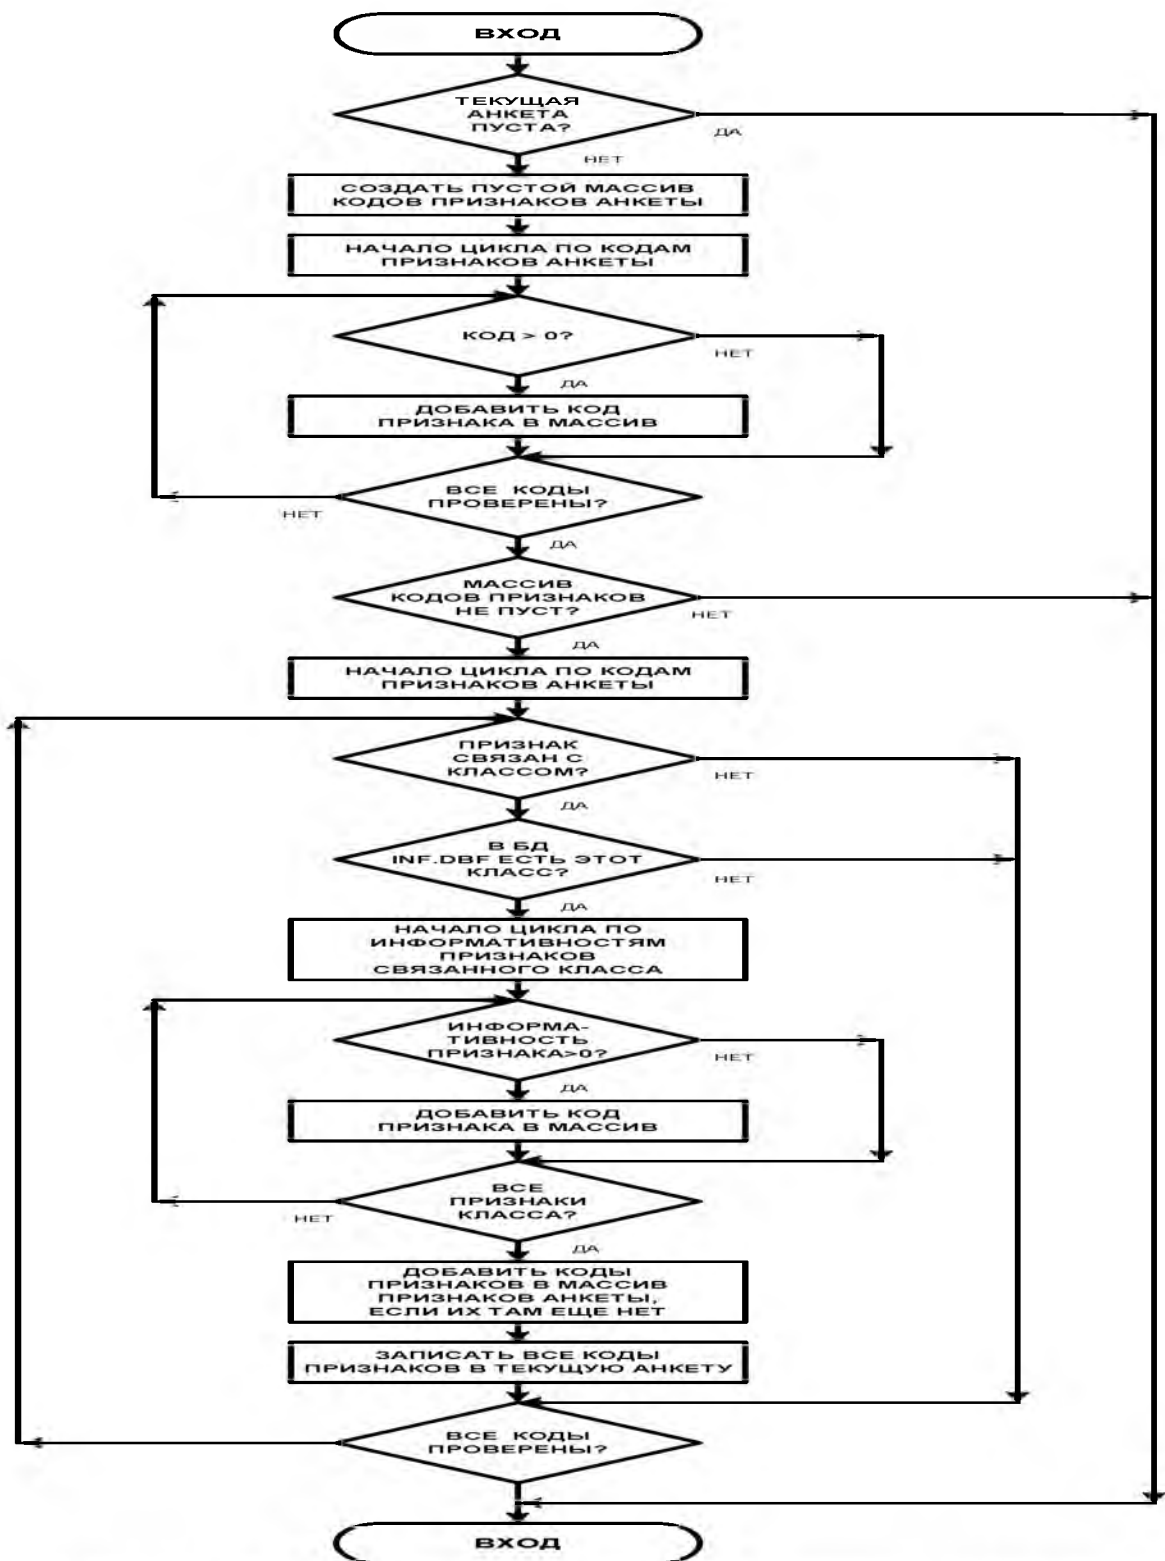 ВХОД
ТЕКУЩАЯ
АНКЕТА
ПУСТА?
ДА
НЕТ
СОЗДАТЬ ПУСТОЙ МАССИВ
КОДОВ ПРИЗНАКОВ АНКЕТЫ
НАЧАЛО ЦИКЛА ПО КОДАМ
ПРИЗНАКОВ АНКЕТЫ
КОД > 0?
НЕТ
ДА
ДОБАВИТЬ КОД
ПРИЗНАКА В МАССИВ
ВСЕ КОДЫ
ПРОВЕРЕНЫ?
НЕТ
ДА
МАССИВ
КОДОВ ПРИЗНАКОВ
НЕ ПУСТ?
НЕТ
ДА
НАЧАЛО ЦИКЛА ПО КОДАМ
ПРИЗНАКОВ АНКЕТЫ
ПРИЗНАК
СВЯЗАН С
КЛАССОМ?
НЕТ
ДА
В БД
INF.DBF ЕСТЬ ЭТОТ
КЛАСС?
НЕТ
ДА
НАЧАЛО ЦИКЛА ПО
ИНФОРМАТИВНОСТЯМ
ПРИЗНАКОВ
СВЯЗАННОГО КЛАССА
ИНФОРМА-
ТИВНОСТЬ
ПРИЗНАКА>0?
НЕТ
ДА
ДОБАВИТЬ КОД
ПРИЗНАКА В МАССИВ
ВСЕ
ПРИЗНАКИ
КЛАССА?
НЕТ
ДА
ДОБАВИТЬ КОДЫ
ПРИЗНАКОВ В МАССИВ
ПРИЗНАКОВ АНКЕТЫ,
ЕСЛИ ИХ ТАМ ЕЩЕ НЕТ
ЗАПИСАТЬ ВСЕ КОДЫ
ПРИЗНАКОВ В ТЕКУЩУЮ АНКЕТУ
ВСЕ КОДЫ
ПРОВЕРЕНЫ?
ВХОД